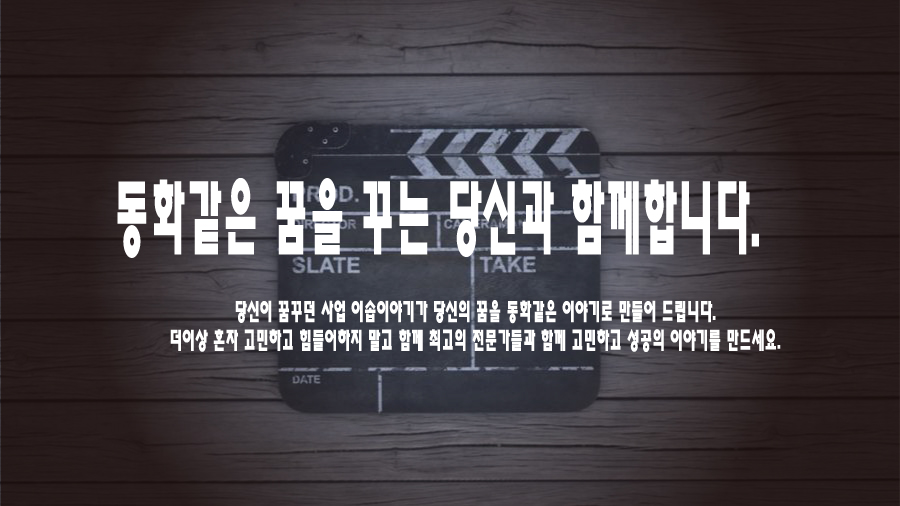 PROD.
동화같은 꿈을 꾸는 당신과 함께합니다.
SLATE
TAKE
당신이 꿈꾸던 사업 이솝이야기가 당신의 꿈을 동화같은 이야기로 만들어 드립니다.
더이상 혼자 고민하고 힘들어하지 말고 함께 최고의 전문가들과 함께 고민하고 성공의 이야기를 만드세요.
DATE